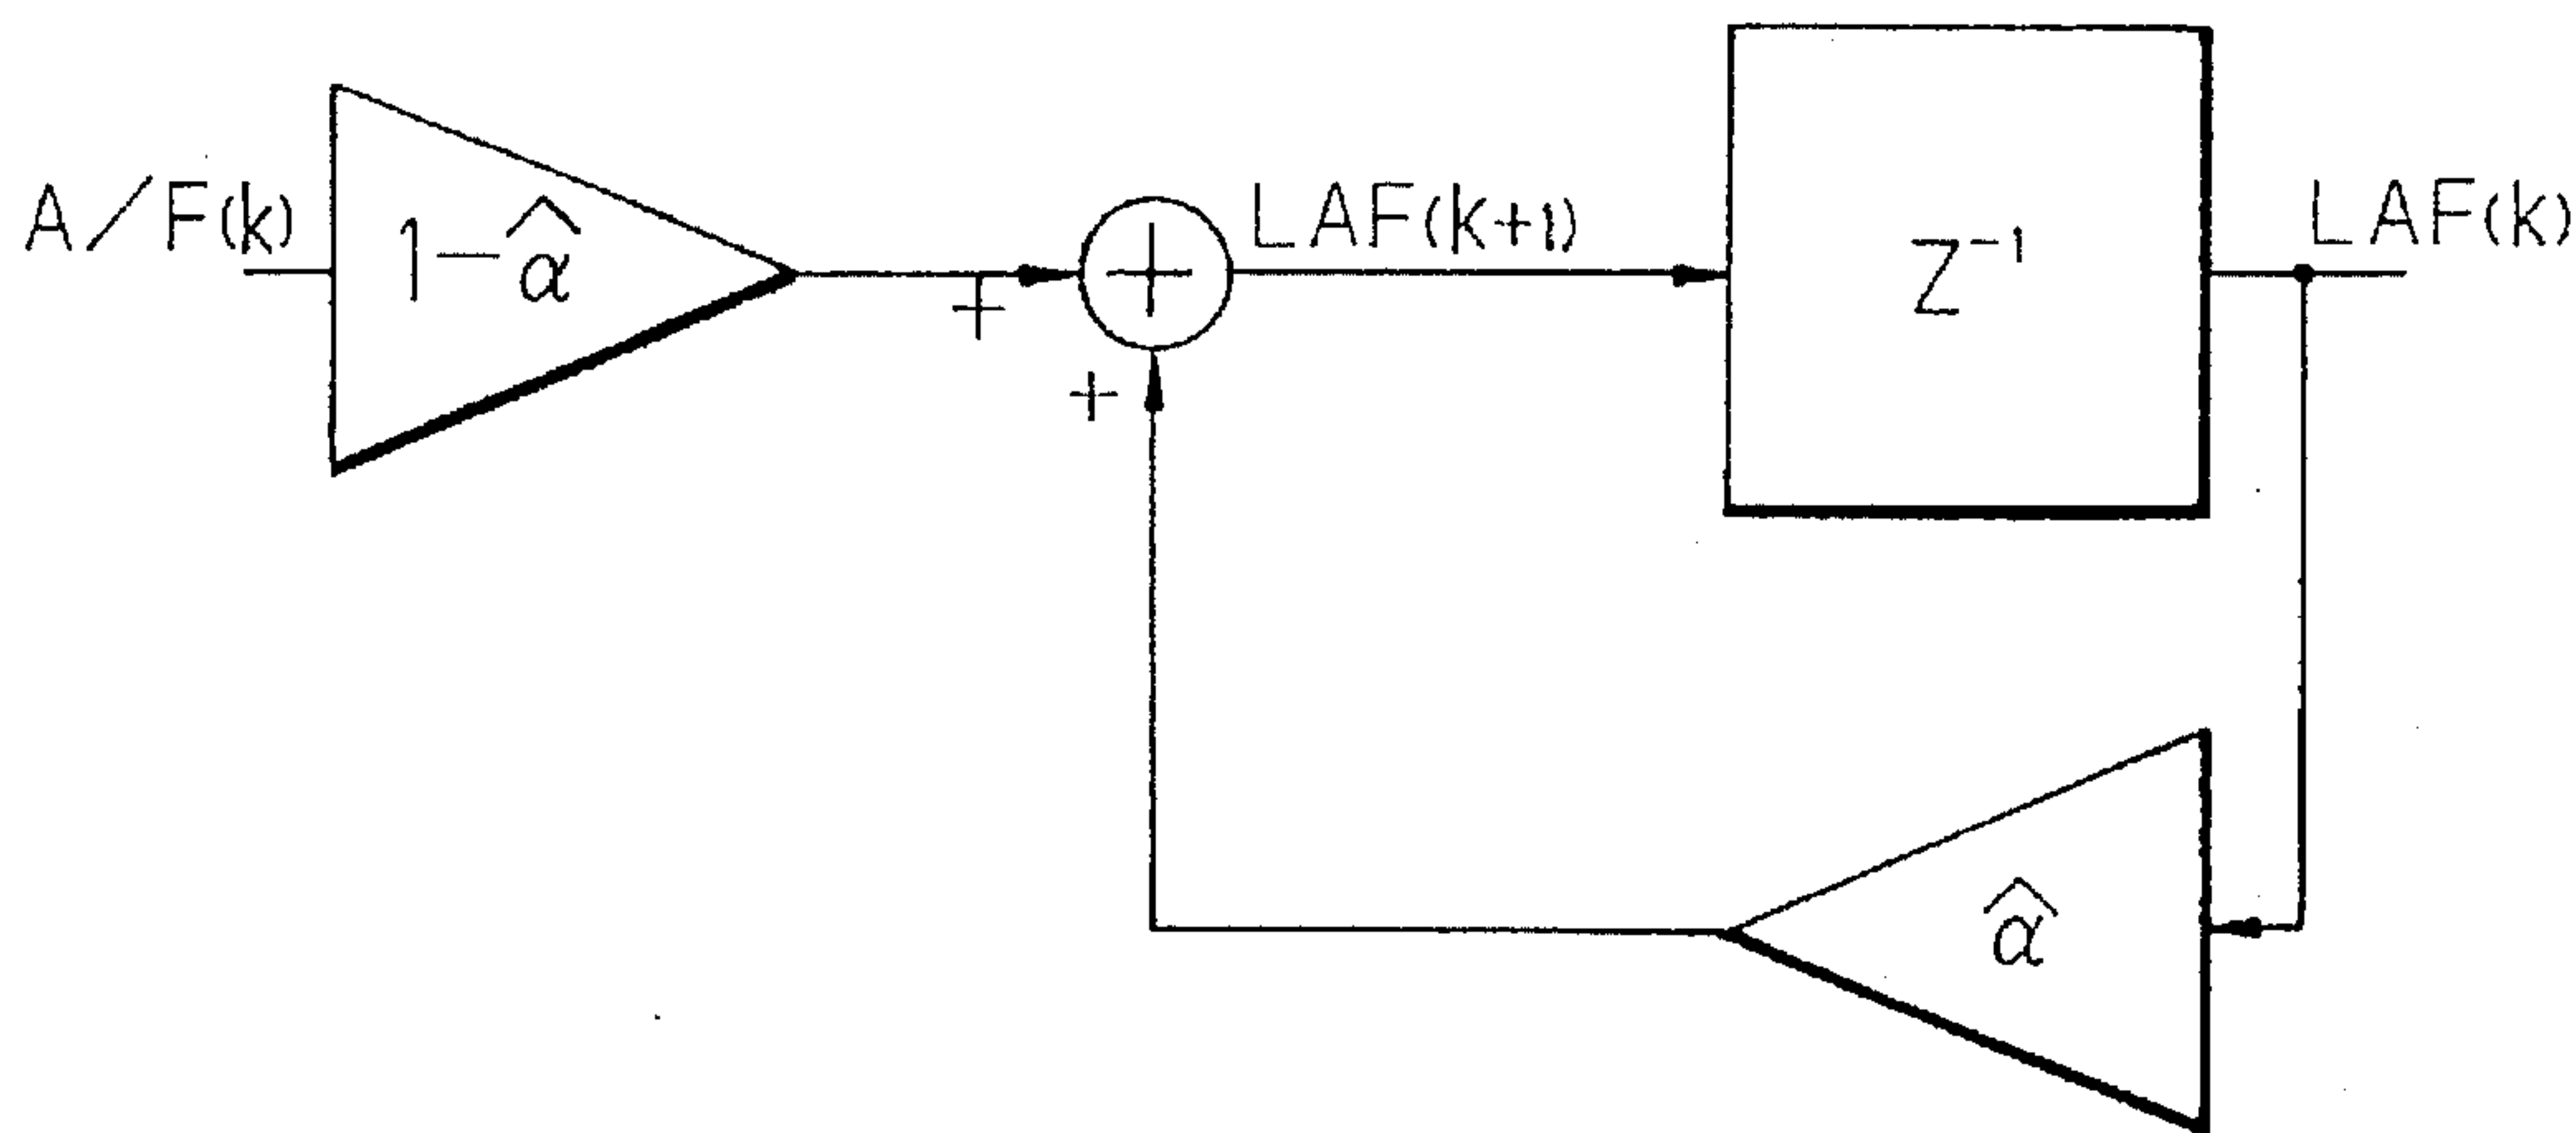 A/F(k)
1-α̂
+
+
+
LAF(k+1)
Z⁻¹
LAF(k)
α̂